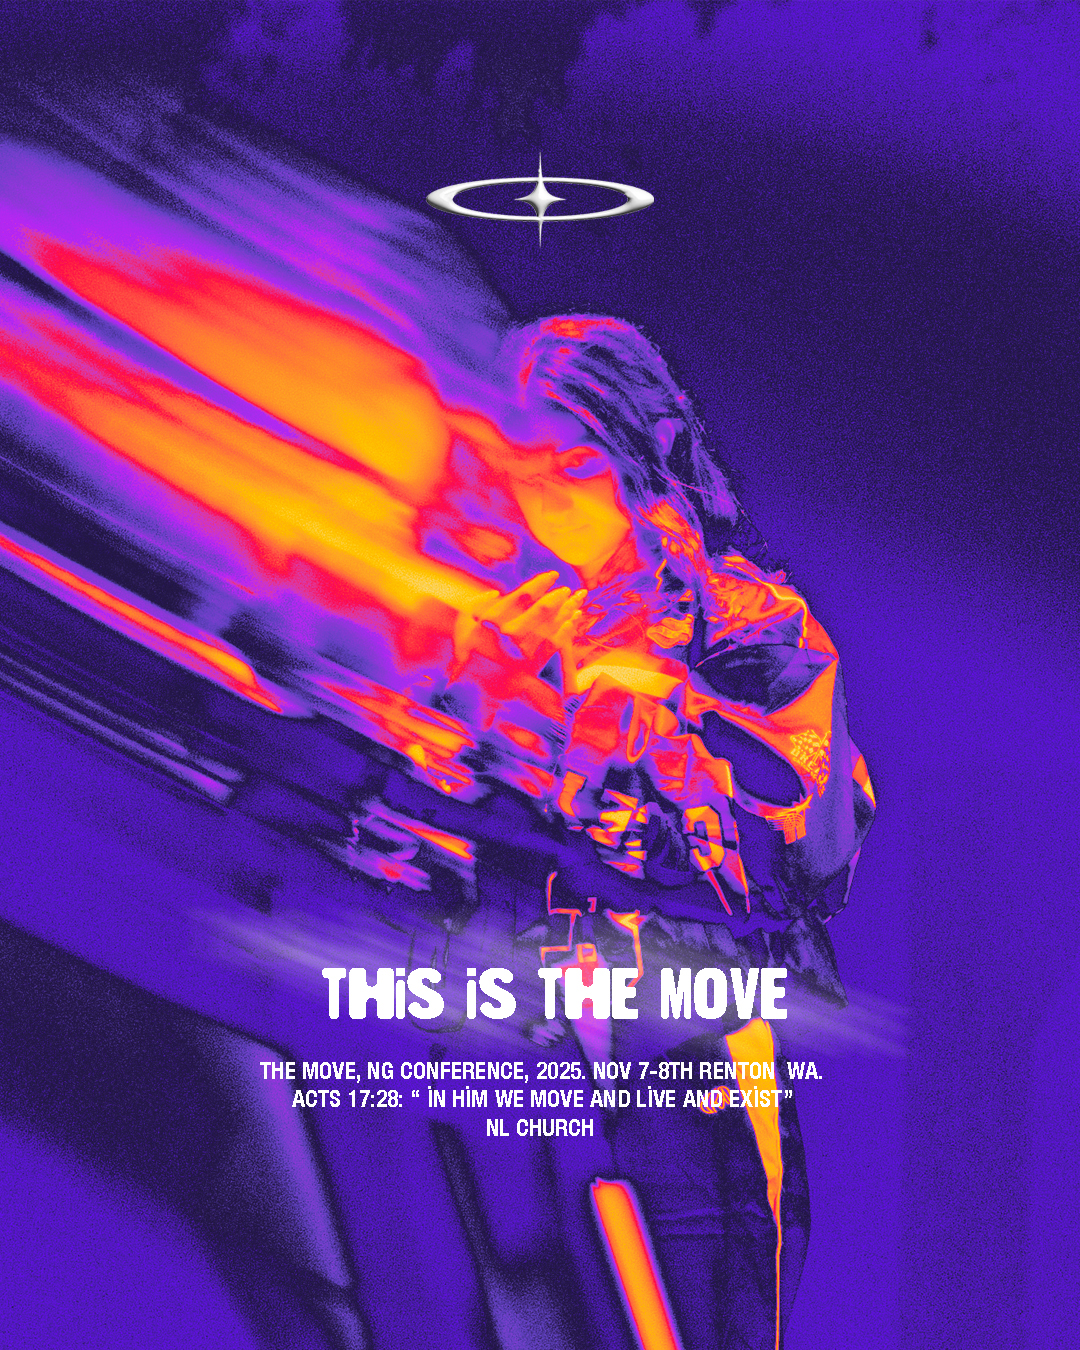 THiS iS THE MOVE
THE MOVE, NG CONFERENCE, 2025. NOV 7-8TH RENTON WA.
ACTS 17:28: “ İN HİM WE MOVE AND LİVE AND EXİST”
NL CHURCH